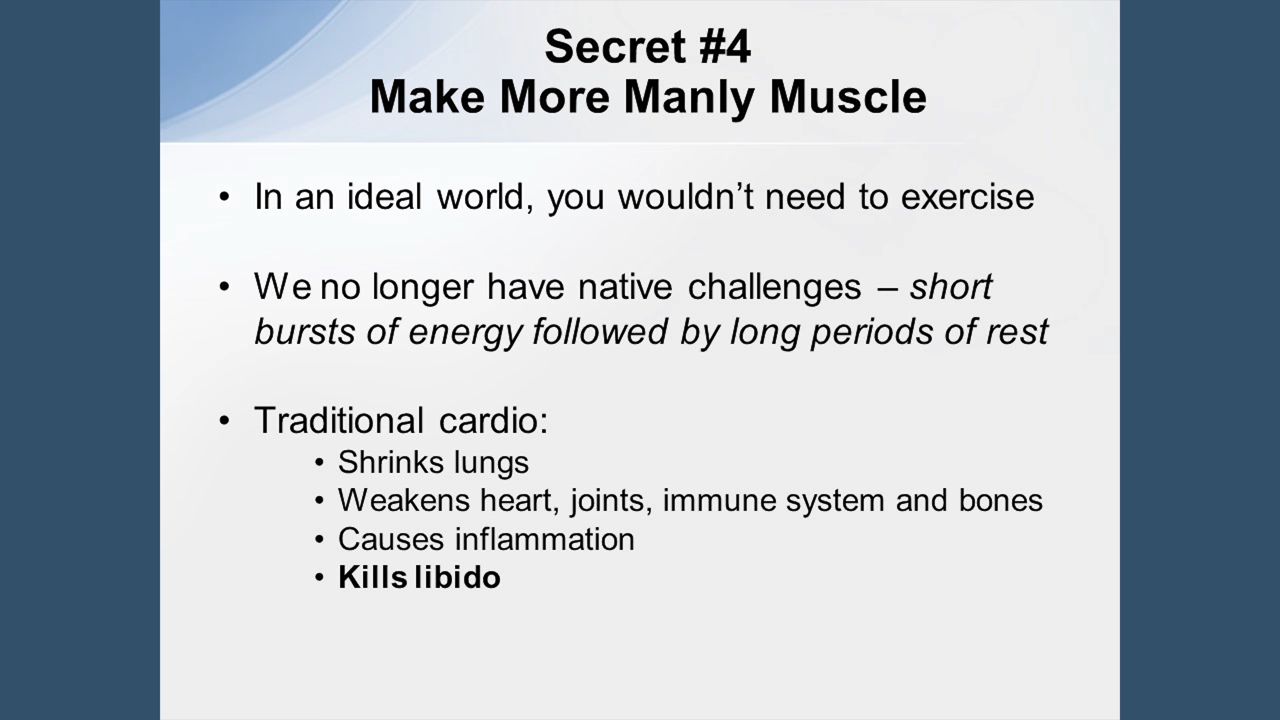 Secret #4
Make More Manly Muscle
• In an ideal world, you wouldn’t need to exercise
• We no longer have native challenges – short
bursts of energy followed by long periods of rest
• Traditional cardio:
• Shrinks lungs
• Weakens heart, joints, immune system and bones
• Causes inflammation
• Kills libido